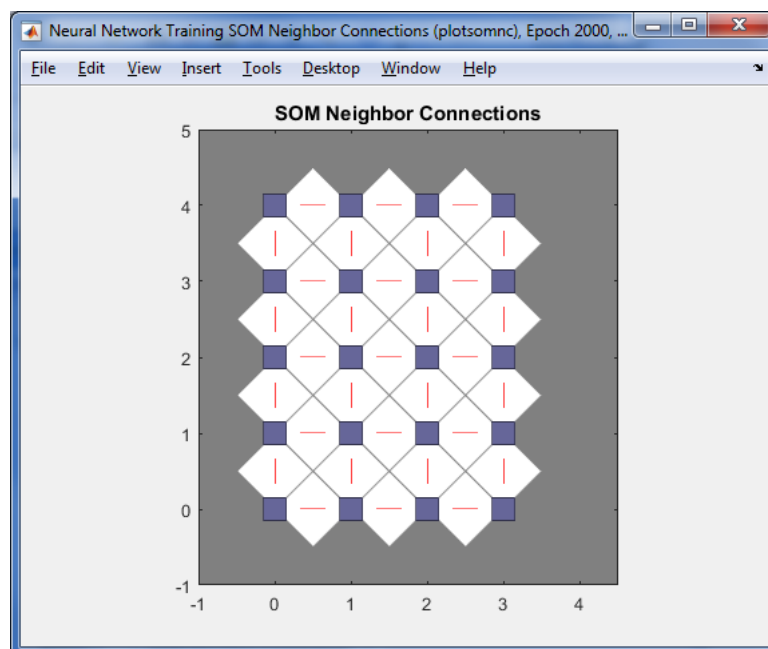 Neural Network Training SOM Neighbor Connections (plotsomnc), Epoch 2000, ...
File Edit View Insert Tools Desktop Window Help
SOM Neighbor Connections
5
4
3
2
1
0
-1
-1 0 1 2 3 4